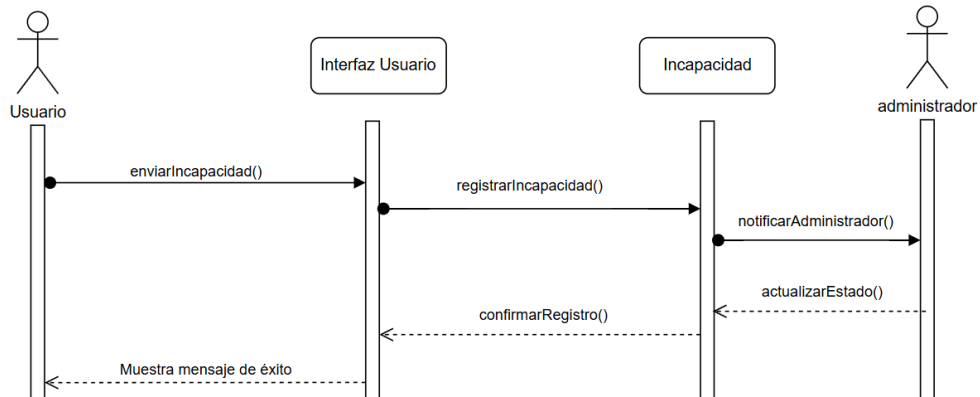 Usuario
Interfaz Usuario
Incapacidad
administrador
enviarIncapacidad()
registrarIncapacidad()
notificarAdministrador()
actualizarEstado()
confirmarRegistro()
Muestra mensaje de éxito